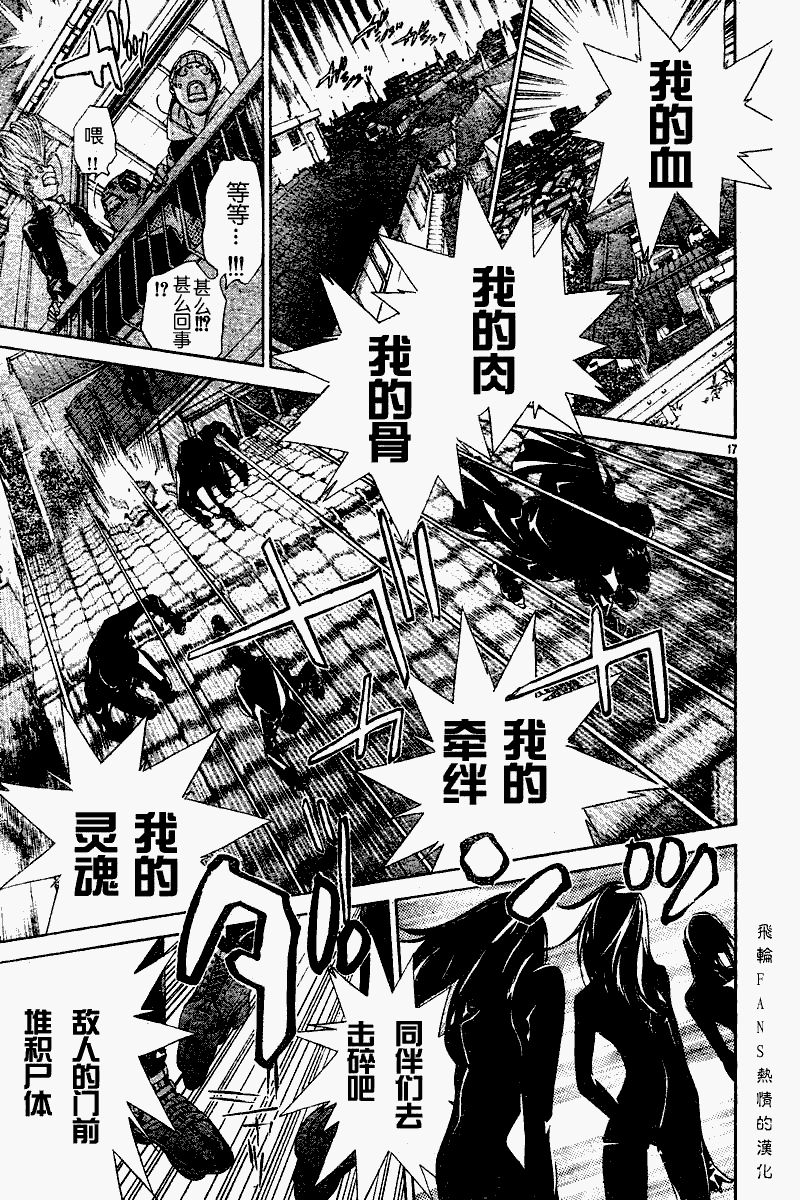 我的血
我的肉
我的骨
喂!!
等等…!!!
甚么!!?
甚么回事!?
17
我的
牵绊
我的
灵魂
同伴们去
击碎吧
敌人的门前
堆积尸体
飛輪FANS熱情的漢化